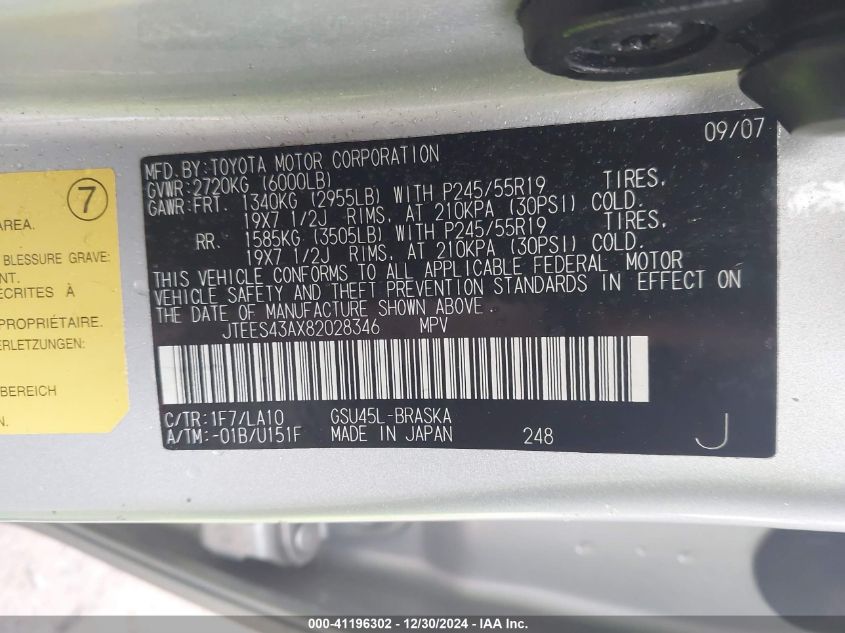 09/07
MFD. BY: TOYOTA MOTOR CORPORATION
GVWR: 2720KG (6000LB)
GAWR: FRT. 1340KG (2955LB) WITH P245/55R19 TIRES,
19X7 1/2J RIMS, AT 210KPA (30PSI) COLD.
RR. 1585KG (3505LB) WITH P245/55R19 TIRES,
19X7 1/2J RIMS, AT 210KPA (30PSI) COLD.
THIS VEHICLE CONFORMS TO ALL APPLICABLE FEDERAL MOTOR
VEHICLE SAFETY AND THEFT PREVENTION STANDARDS IN EFFECT ON
THE DATE OF MANUFACTURE SHOWN ABOVE.
JTEES43AX82028346 MPV
C/TR: 1F7/LA10 GSU45L-BRASKA
A/TM: -01B/U151F MADE IN JAPAN 248 J
7
AREA.
BLESSURE GRAVE:
NT.
ECRITES À
PROPRIÉTAIRE.
ERLETZUNGEN:
BEREICH
000-41196302 - 12/30/2024 - IAA Inc.